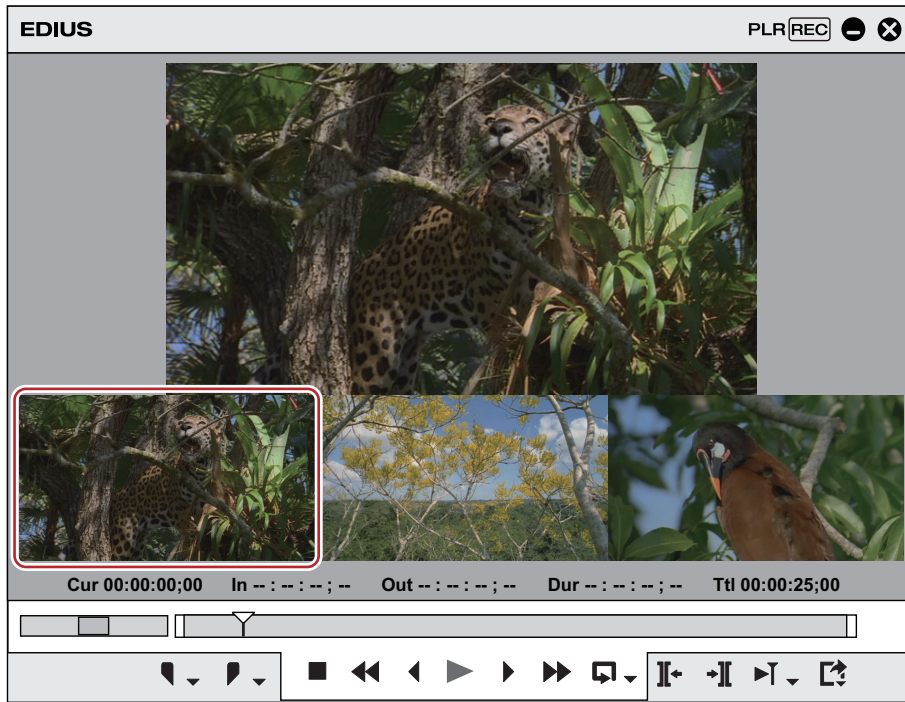 EDIUS
PLR REC
Cur 00:00:00;00 In -- : -- : -- ; -- Out -- : -- : -- ; -- Dur -- : -- : -- ; -- Ttl 00:00:25;00